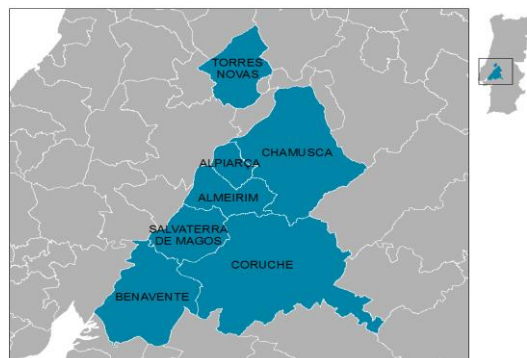 TORRES
NOVAS
CHAMUSCA
ALPIARÇA
ALMEIRIM
SALVATERRA
DE MAGOS
CORUCHE
BENAVENTE